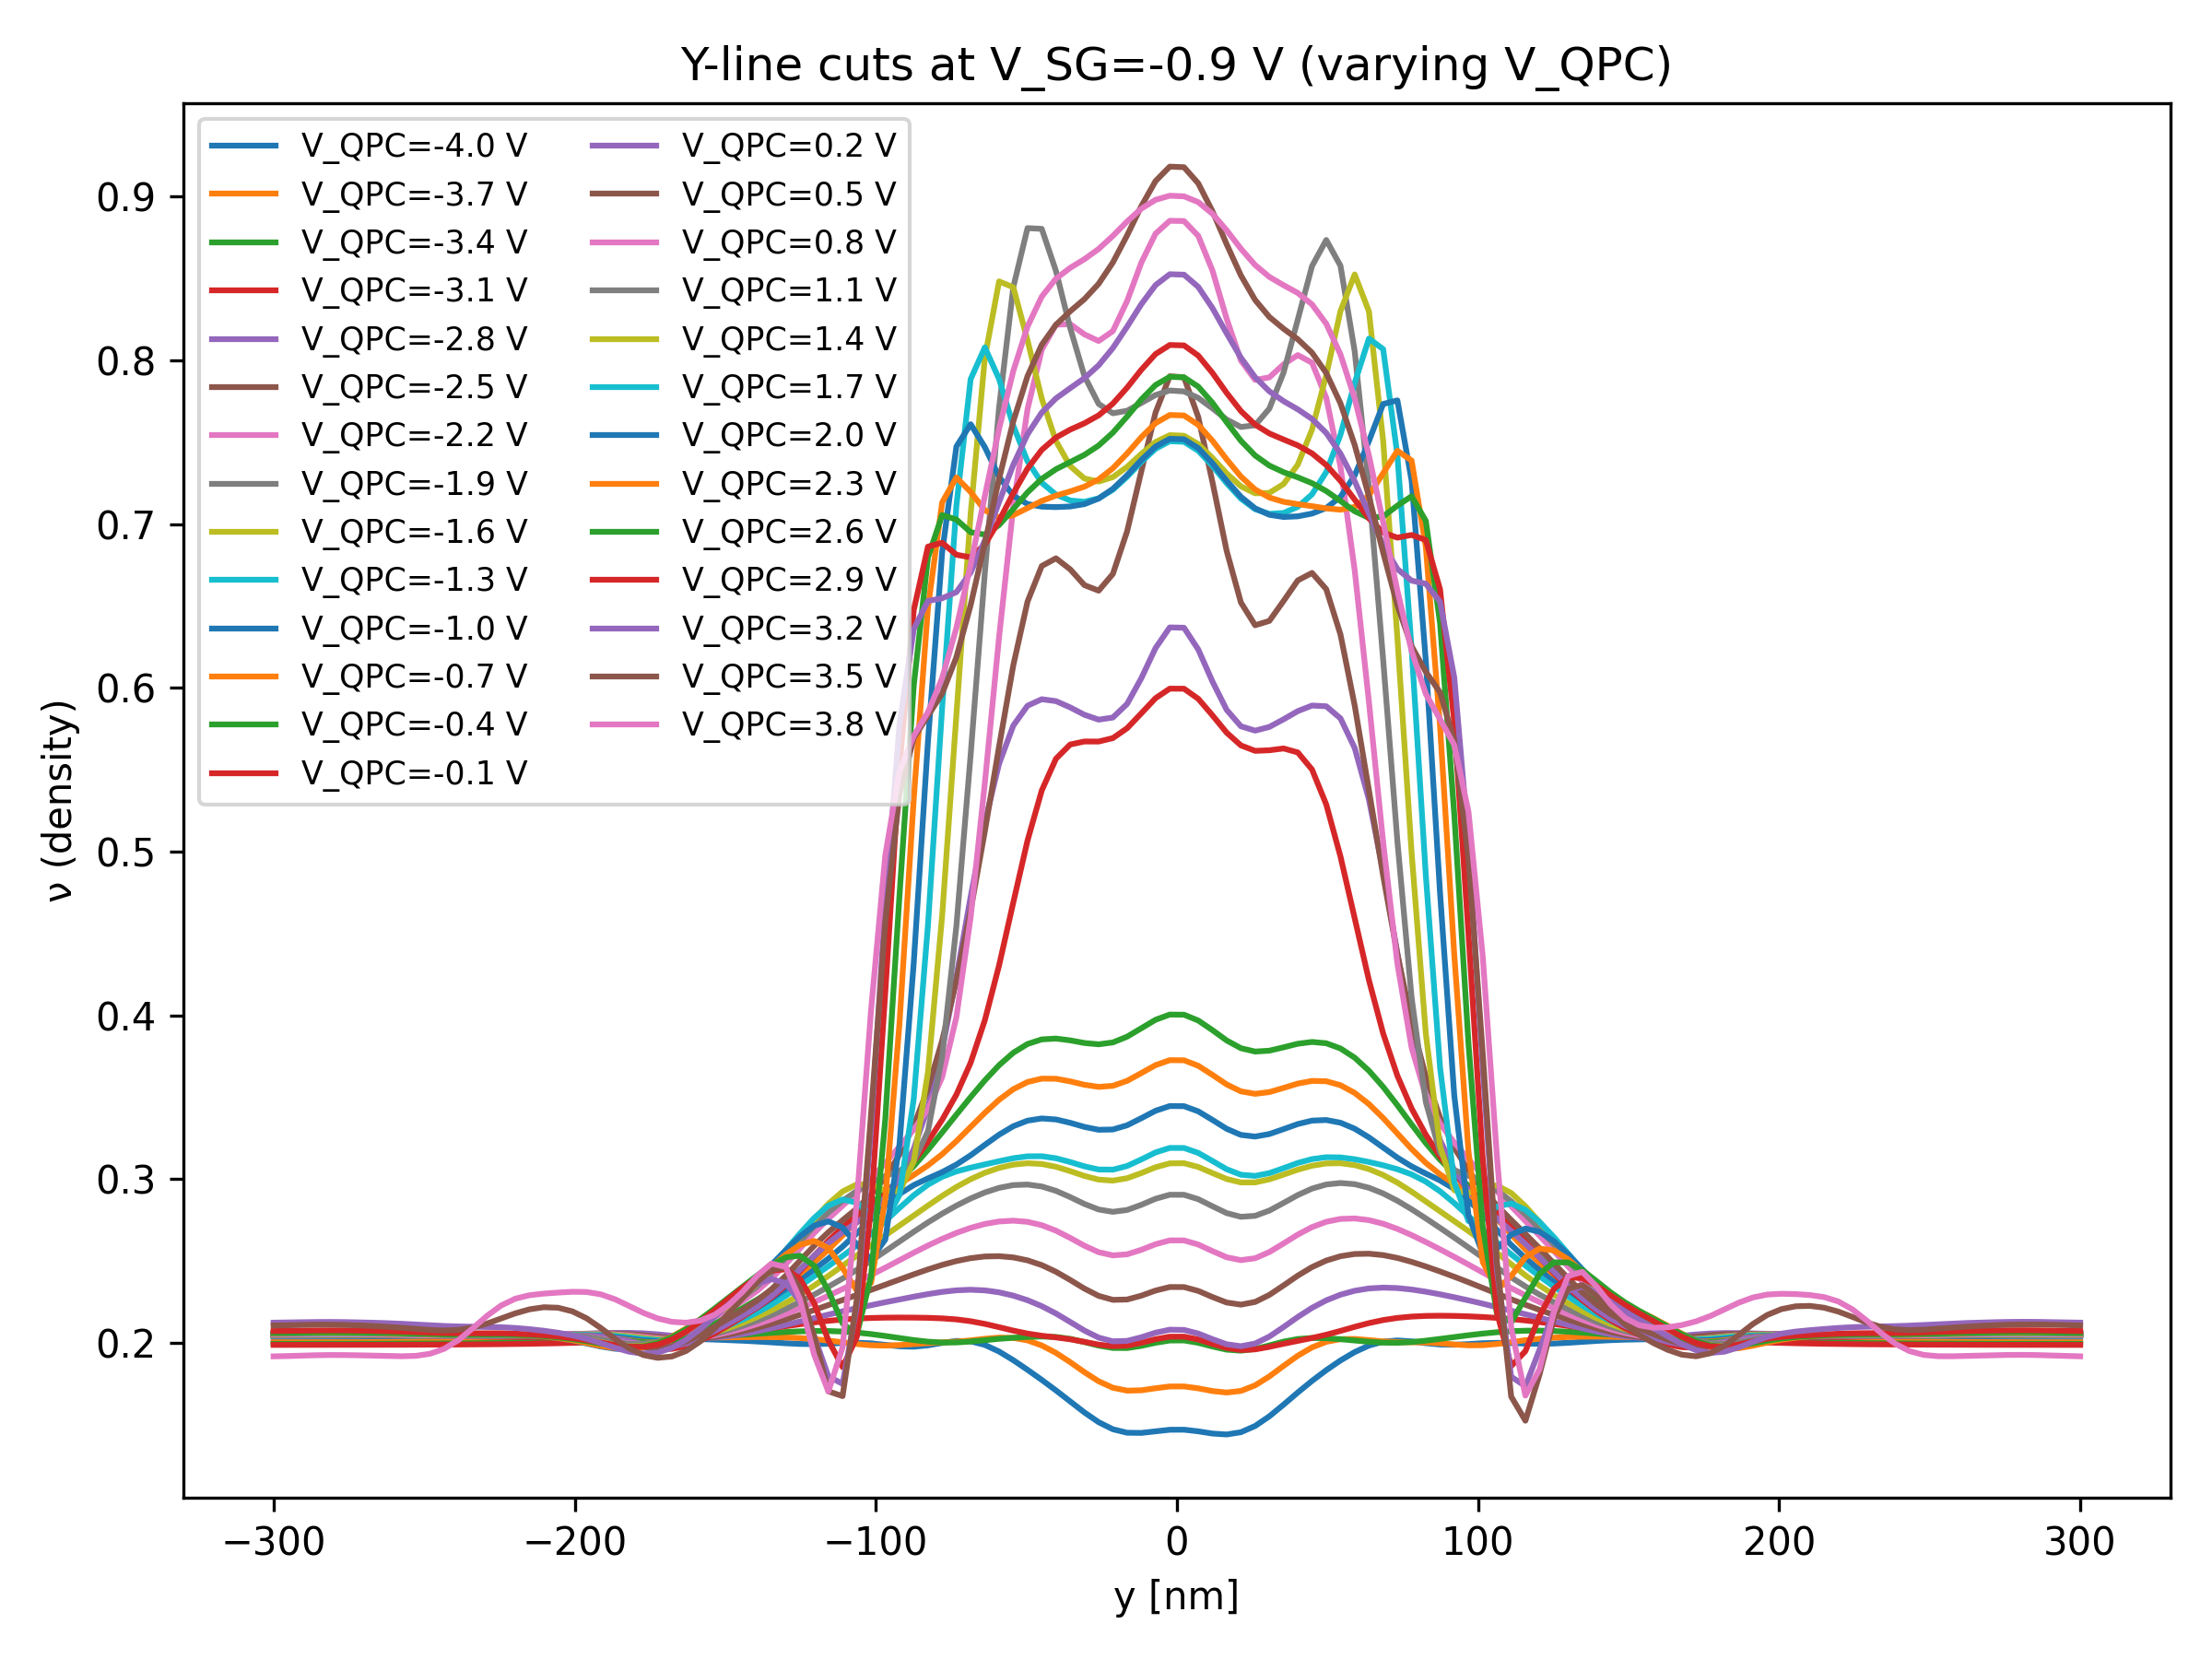 Y-line cuts at V_SG=-0.9 V (varying V_QPC)
V_QPC=-4.0 V
V_QPC=-3.7 V
V_QPC=-3.4 V
V_QPC=-3.1 V
V_QPC=-2.8 V
V_QPC=-2.5 V
V_QPC=-2.2 V
V_QPC=-1.9 V
V_QPC=-1.6 V
V_QPC=-1.3 V
V_QPC=-1.0 V
V_QPC=-0.7 V
V_QPC=-0.4 V
V_QPC=-0.1 V
V_QPC=0.2 V
V_QPC=0.5 V
V_QPC=0.8 V
V_QPC=1.1 V
V_QPC=1.4 V
V_QPC=1.7 V
V_QPC=2.0 V
V_QPC=2.3 V
V_QPC=2.6 V
V_QPC=2.9 V
V_QPC=3.2 V
V_QPC=3.5 V
V_QPC=3.8 V
ν (density)
0.9
0.8
0.7
0.6
0.5
0.4
0.3
0.2
−300 −200 −100 0 100 200 300
y [nm]